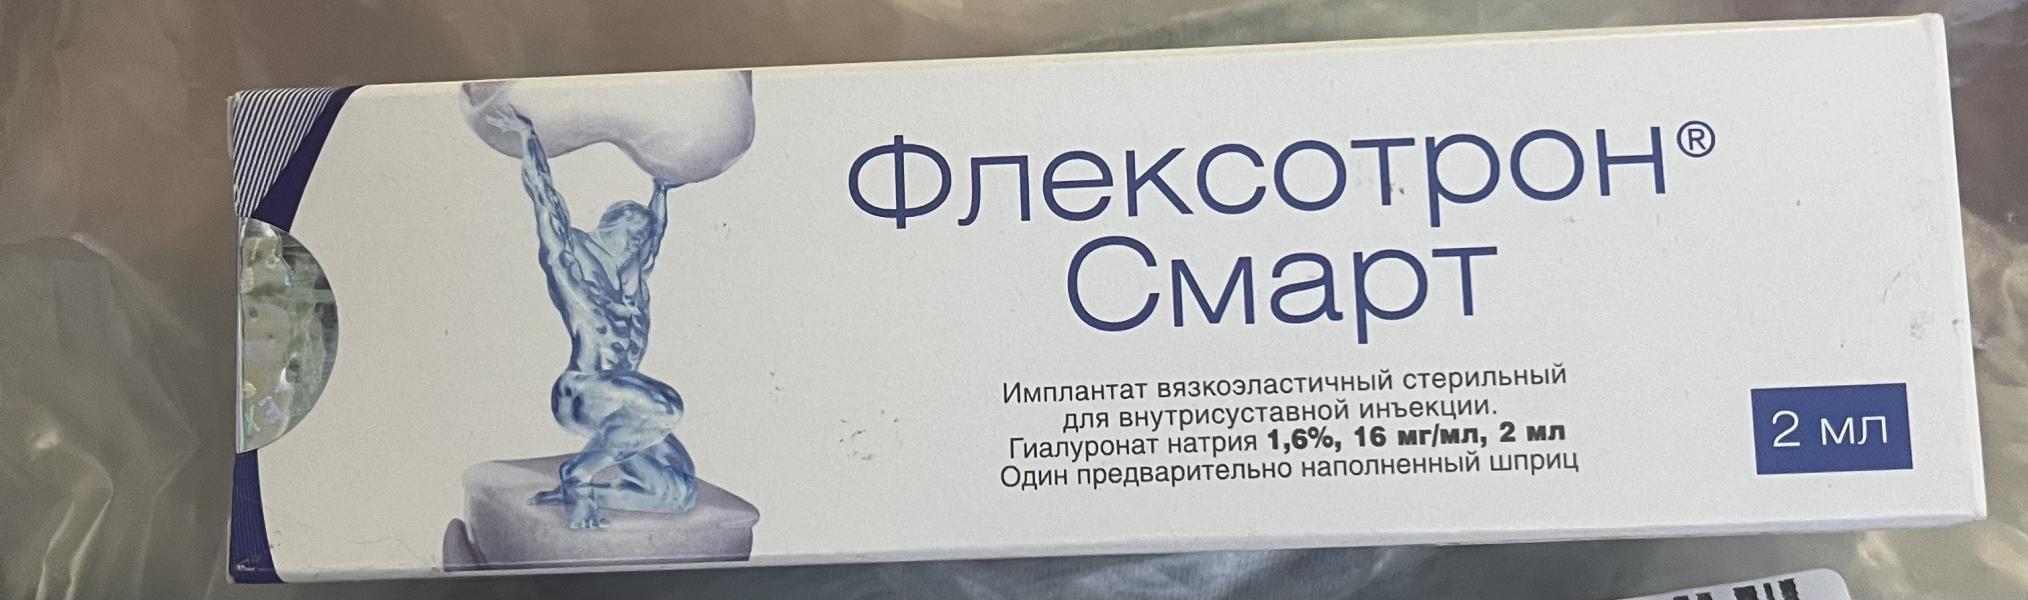 Флексотрон®
Смарт
Имплантат вязкоэластичный стерильный
для внутрисуставной инъекции.
Гиалуронат натрия 1,6%, 16 мг/мл, 2 мл
Один предварительно наполненный шприц
2 мл